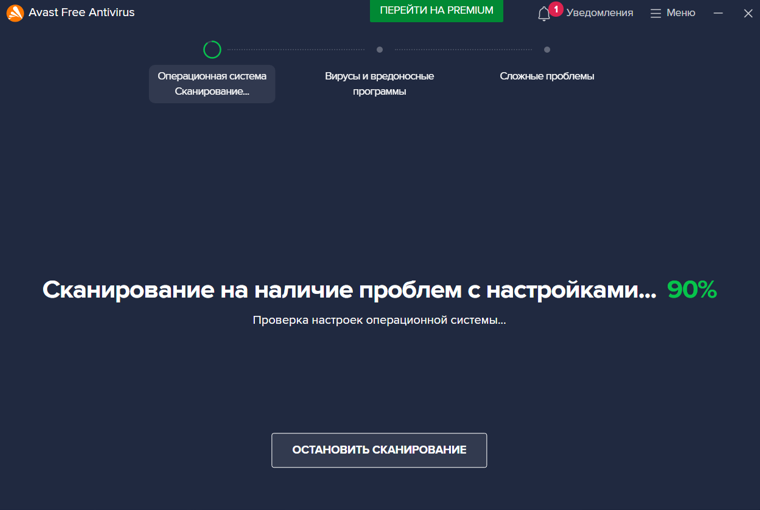 Avast Free Antivirus
ПЕРЕЙТИ НА PREMIUM
1
Уведомления
Меню
Операционная система
Сканирование...
Вирусы и вредоносные
программы
Сложные проблемы
Сканирование на наличие проблем с настройками... 90%
Проверка настроек операционной системы...
ОСТАНОВИТЬ СКАНИРОВАНИЕ